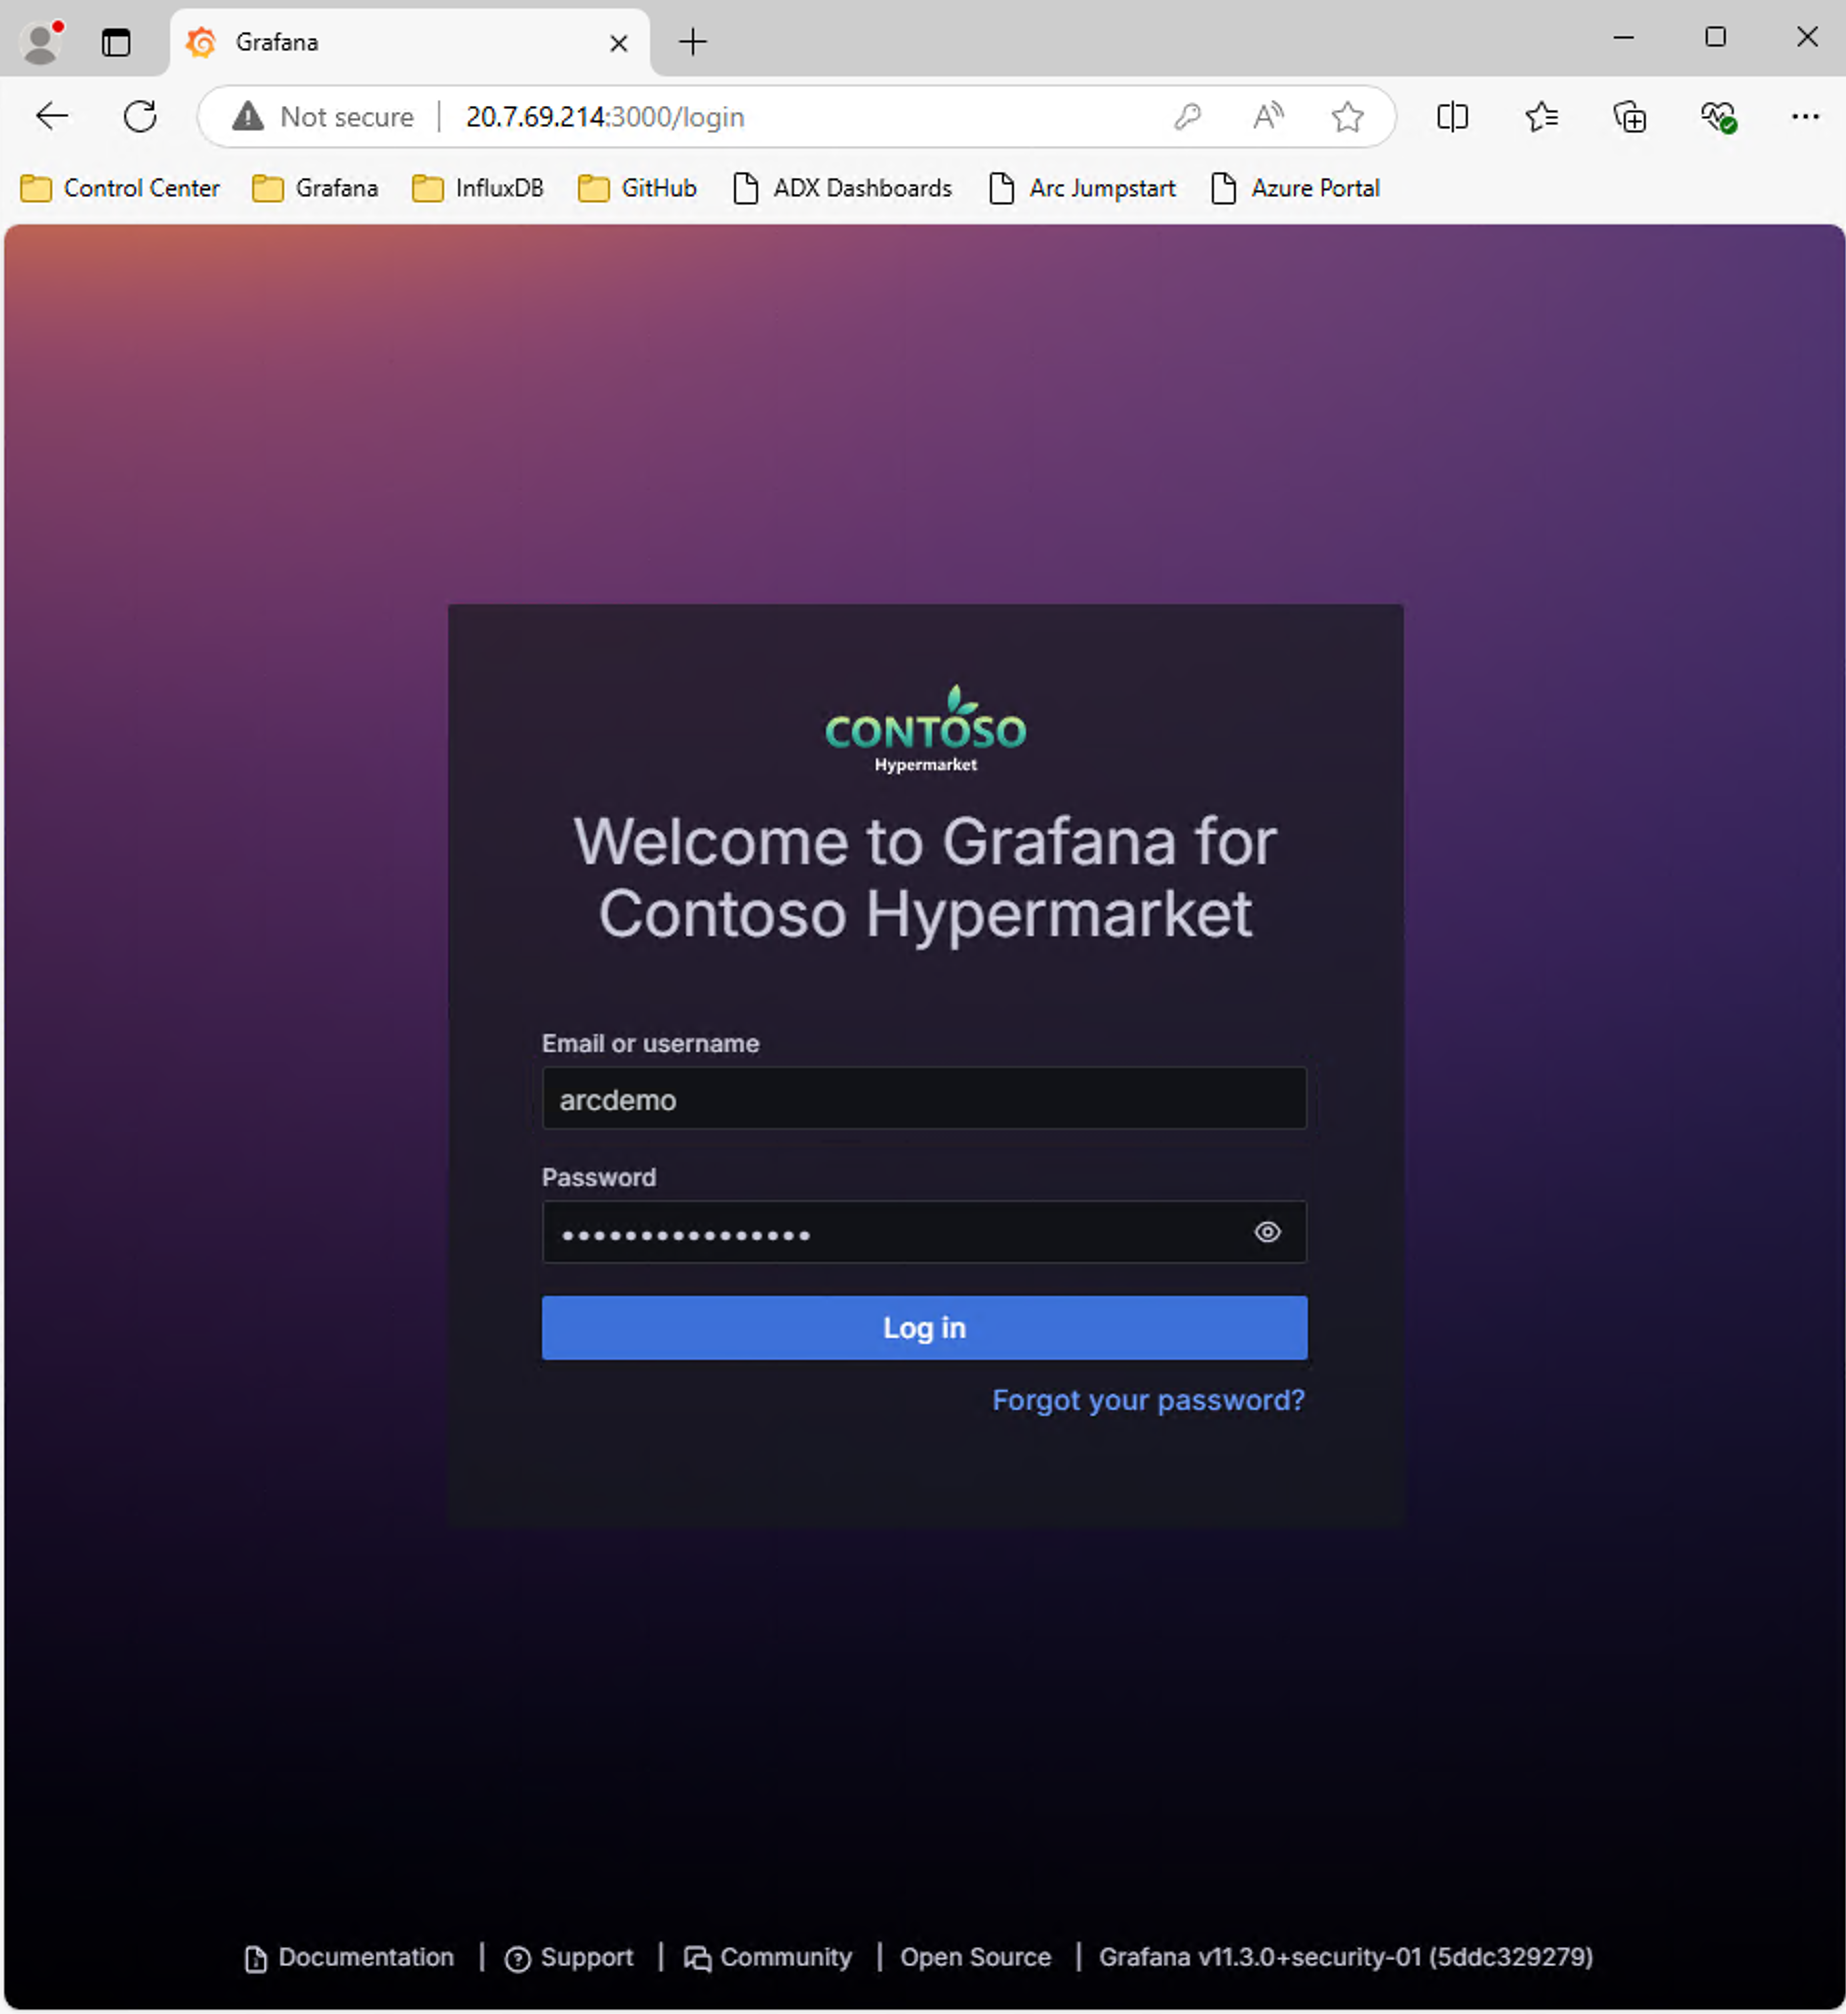 Grafana
Not secure
20.7.69.214:3000/login
Control Center Grafana InfluxDB GitHub ADX Dashboards Arc Jumpstart Azure Portal
CONTOSO
Hypermarket
Welcome to Grafana for
Contoso Hypermarket
Email or username
arcdemo
Password
••••••••••••••••
Log in
Forgot your password?
Documentation | Support | Community | Open Source | Grafana v11.3.0+security-01 (5ddc329279)